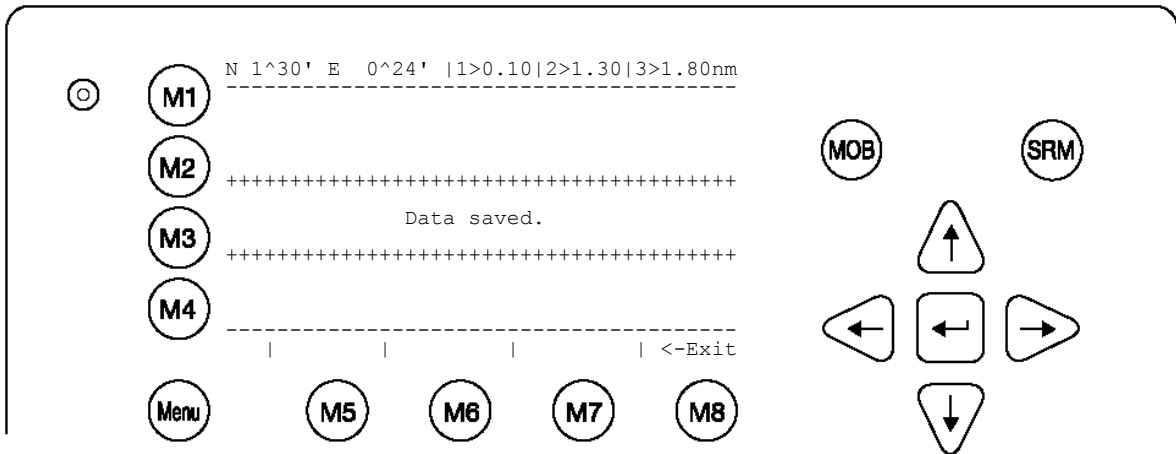 N 1^30' E  0^24' |1>0.10|2>1.30|3>1.80nm
----------------------------------------
M1
MOB SRM
M2
++++++++++++++++++++++++++++++++++++++++
Data saved.
M3
++++++++++++++++++++++++++++++++++++++++
M4
----------------------------------------
| | | | <-Exit
Menu M5 M6 M7 M8